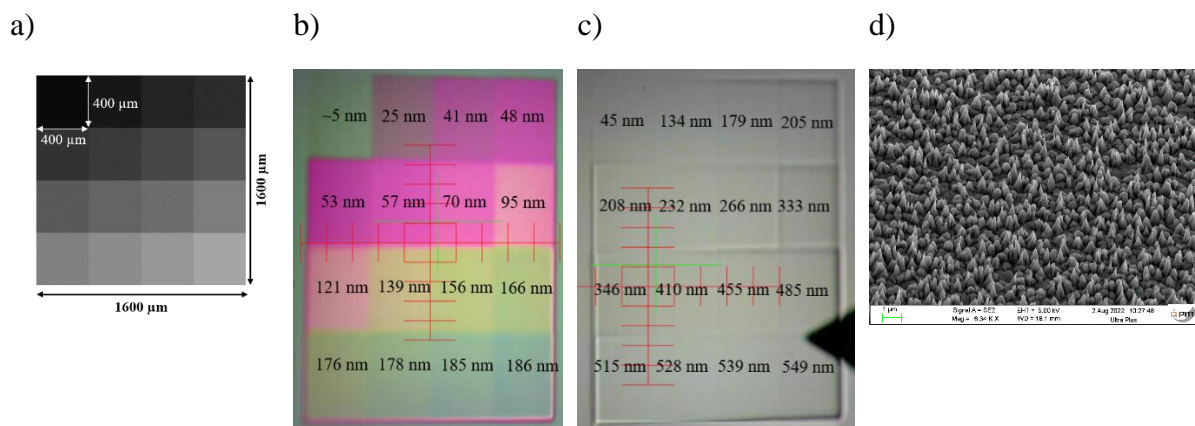 a)
b)
c)
d)
400 µm
400 µm
1600 µm
1600 µm
~5 nm 25 nm 41 nm 48 nm
53 nm 57 nm 70 nm 95 nm
121 nm 139 nm 156 nm 166 nm
176 nm 178 nm 185 nm 186 nm
45 nm 134 nm 179 nm 205 nm
208 nm 232 nm 266 nm 333 nm
346 nm 410 nm 455 nm 485 nm
515 nm 528 nm 539 nm 549 nm
1 µm
Signal A = SE2 EHT = 5.00 kV 2 Aug 2022 10:27:48
Mag = 6.34 K X WD = 18.1 mm Ultra Plus